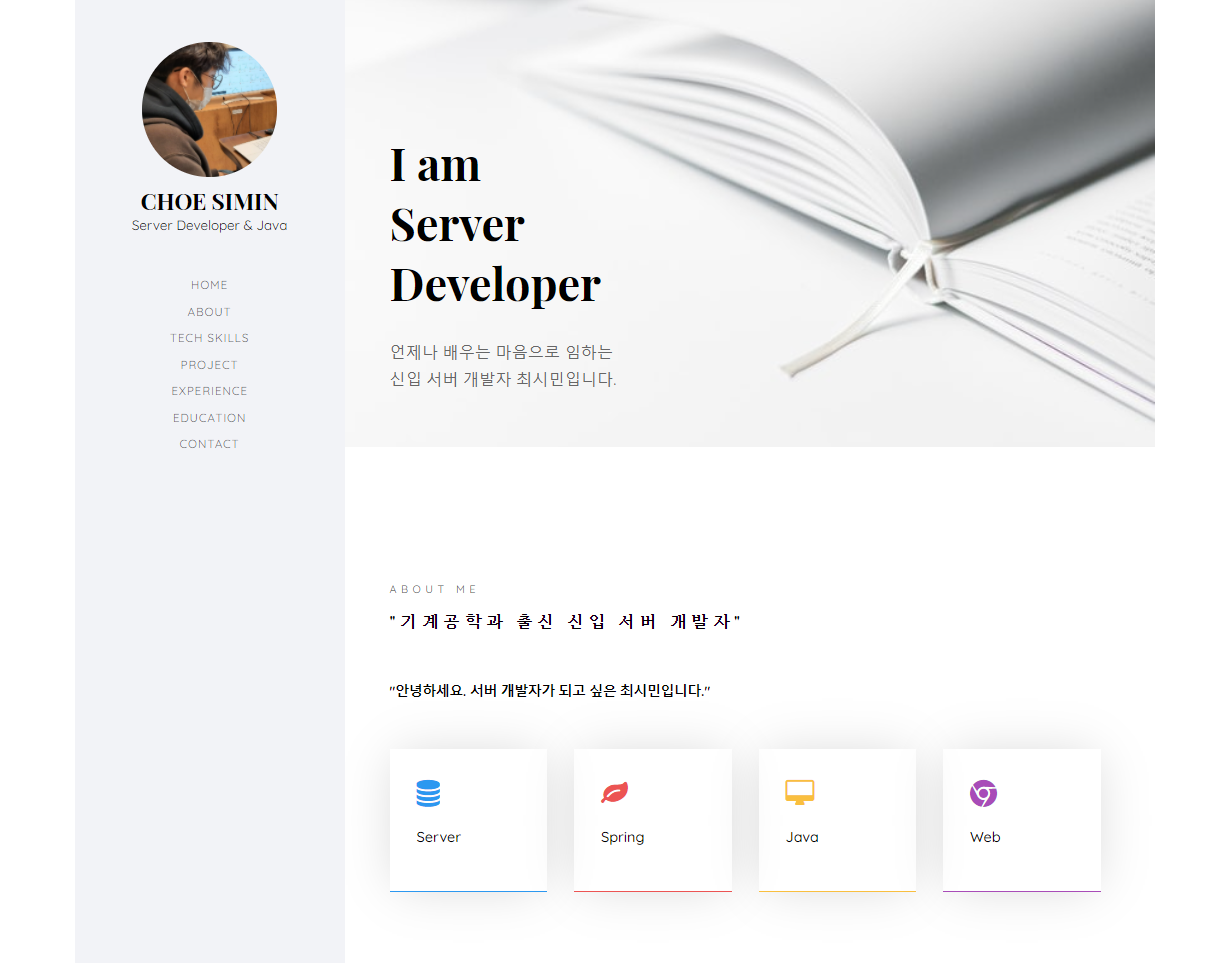 CHOE SIMIN
Server Developer & Java
HOME
ABOUT
TECH SKILLS
PROJECT
EXPERIENCE
EDUCATION
CONTACT
I am
Server
Developer
언제나 배우는 마음으로 임하는
신입 서버 개발자 최시민입니다.
ABOUT ME
"기계공학과 출신 신입 서버 개발자"
"안녕하세요. 서버 개발자가 되고 싶은 최시민입니다."
Server
Spring
Java
Web